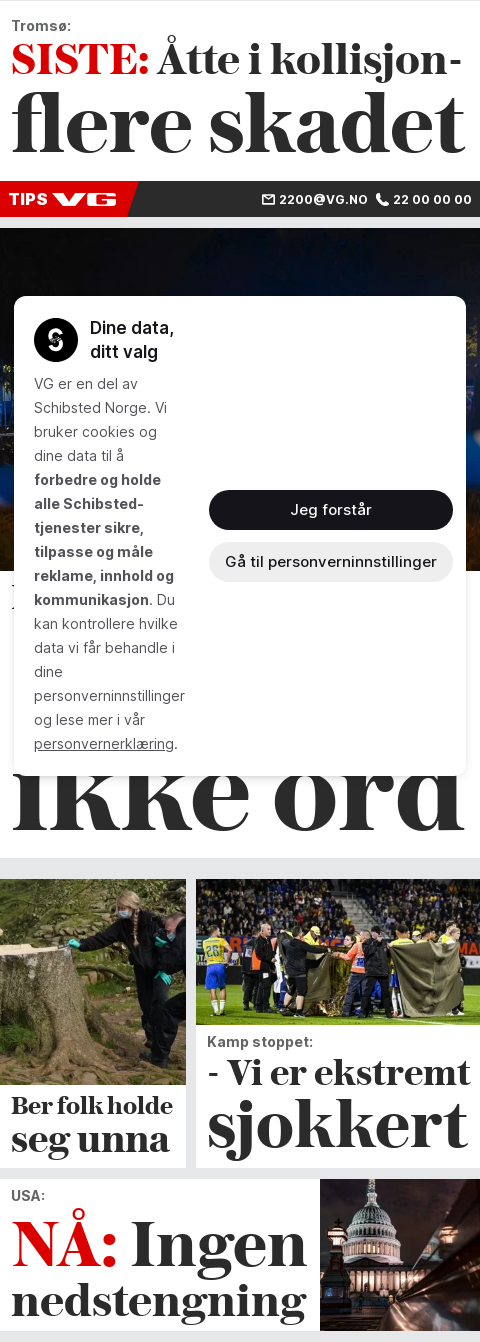 Tromsø:
SISTE: Åtte i kollisjon-
flere skadet
TIPS VG
2200@VG.NO 22 00 00 00
Dine data,
ditt valg
VG er en del av
Schibsted Norge. Vi
bruker cookies og
dine data til å
forbedre og holde
alle Schibsted-
tjenester sikre,
tilpasse og måle
reklame, innhold og
kommunikasjon. Du
kan kontrollere hvilke
data vi får behandle i
dine
personverninnstillinger
og lese mer i vår
personvernerklæring.
Jeg forstår
Gå til personverninnstillinger
ikke ord
Ber folk holde
seg unna
Kamp stoppet:
- Vi er ekstremt
sjokkert
USA:
NÅ: Ingen
nedstengning